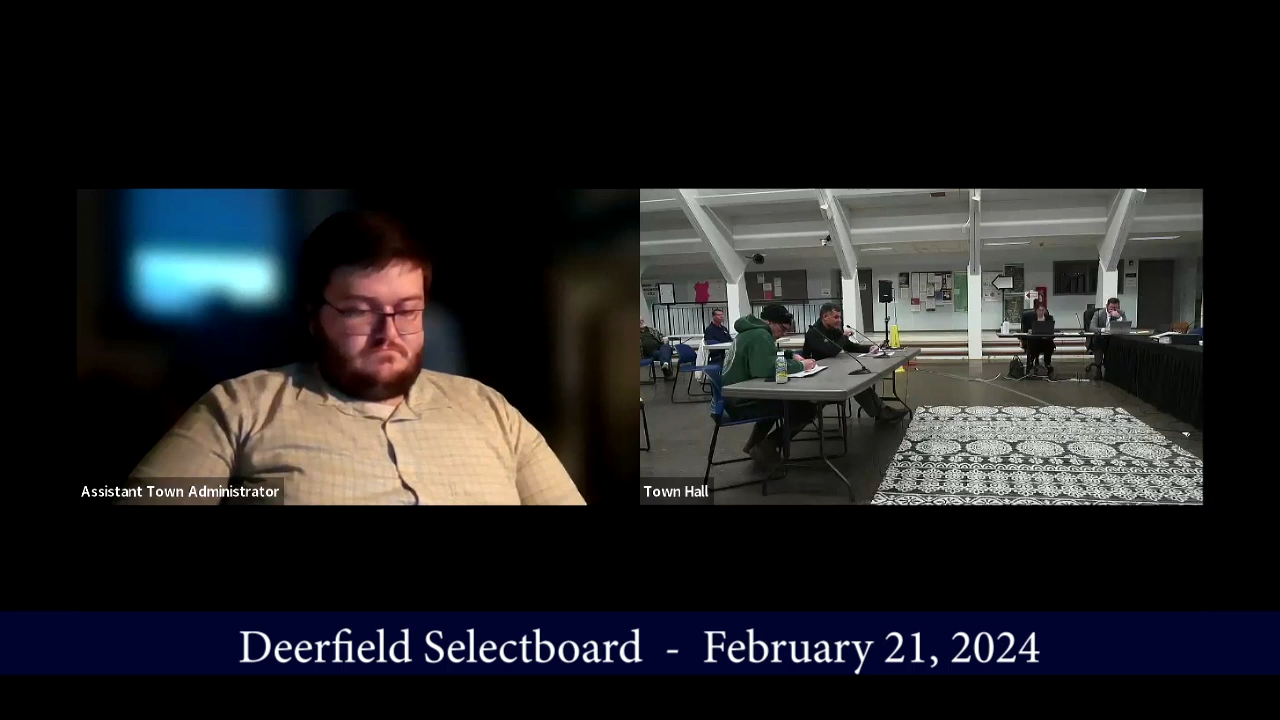 Assistant Town Administrator
Town Hall
Deerfield Selectboard - February 21, 2024